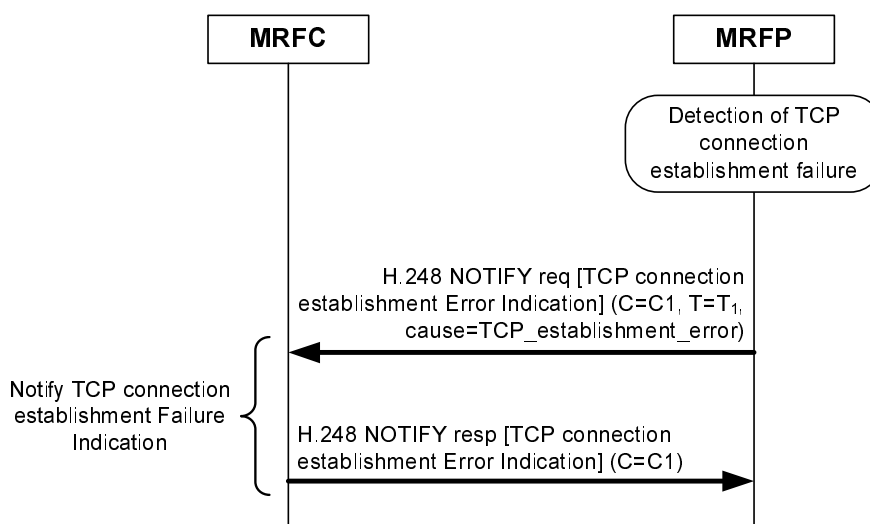 MRFC
MRFP
Detection of TCP
connection
establishment failure
H.248 NOTIFY req [TCP connection
establishment Error Indication] (C=C1, T=T₁,
cause=TCP_establishment_error)
Notify TCP connection
establishment Failure
Indication
H.248 NOTIFY resp [TCP connection
establishment Error Indication] (C=C1)